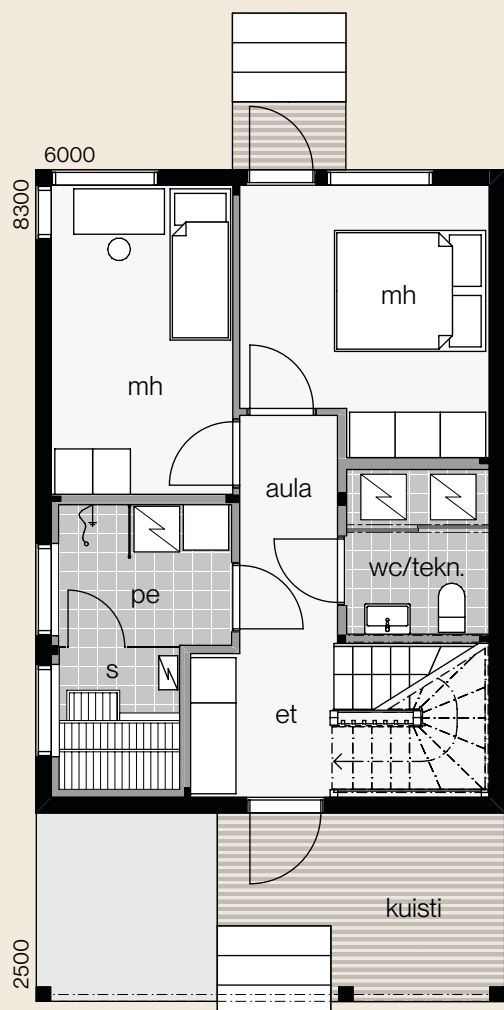 6000
8300
mh
mh
aula
wc/tekn.
pe
s
et
kuisti
2500